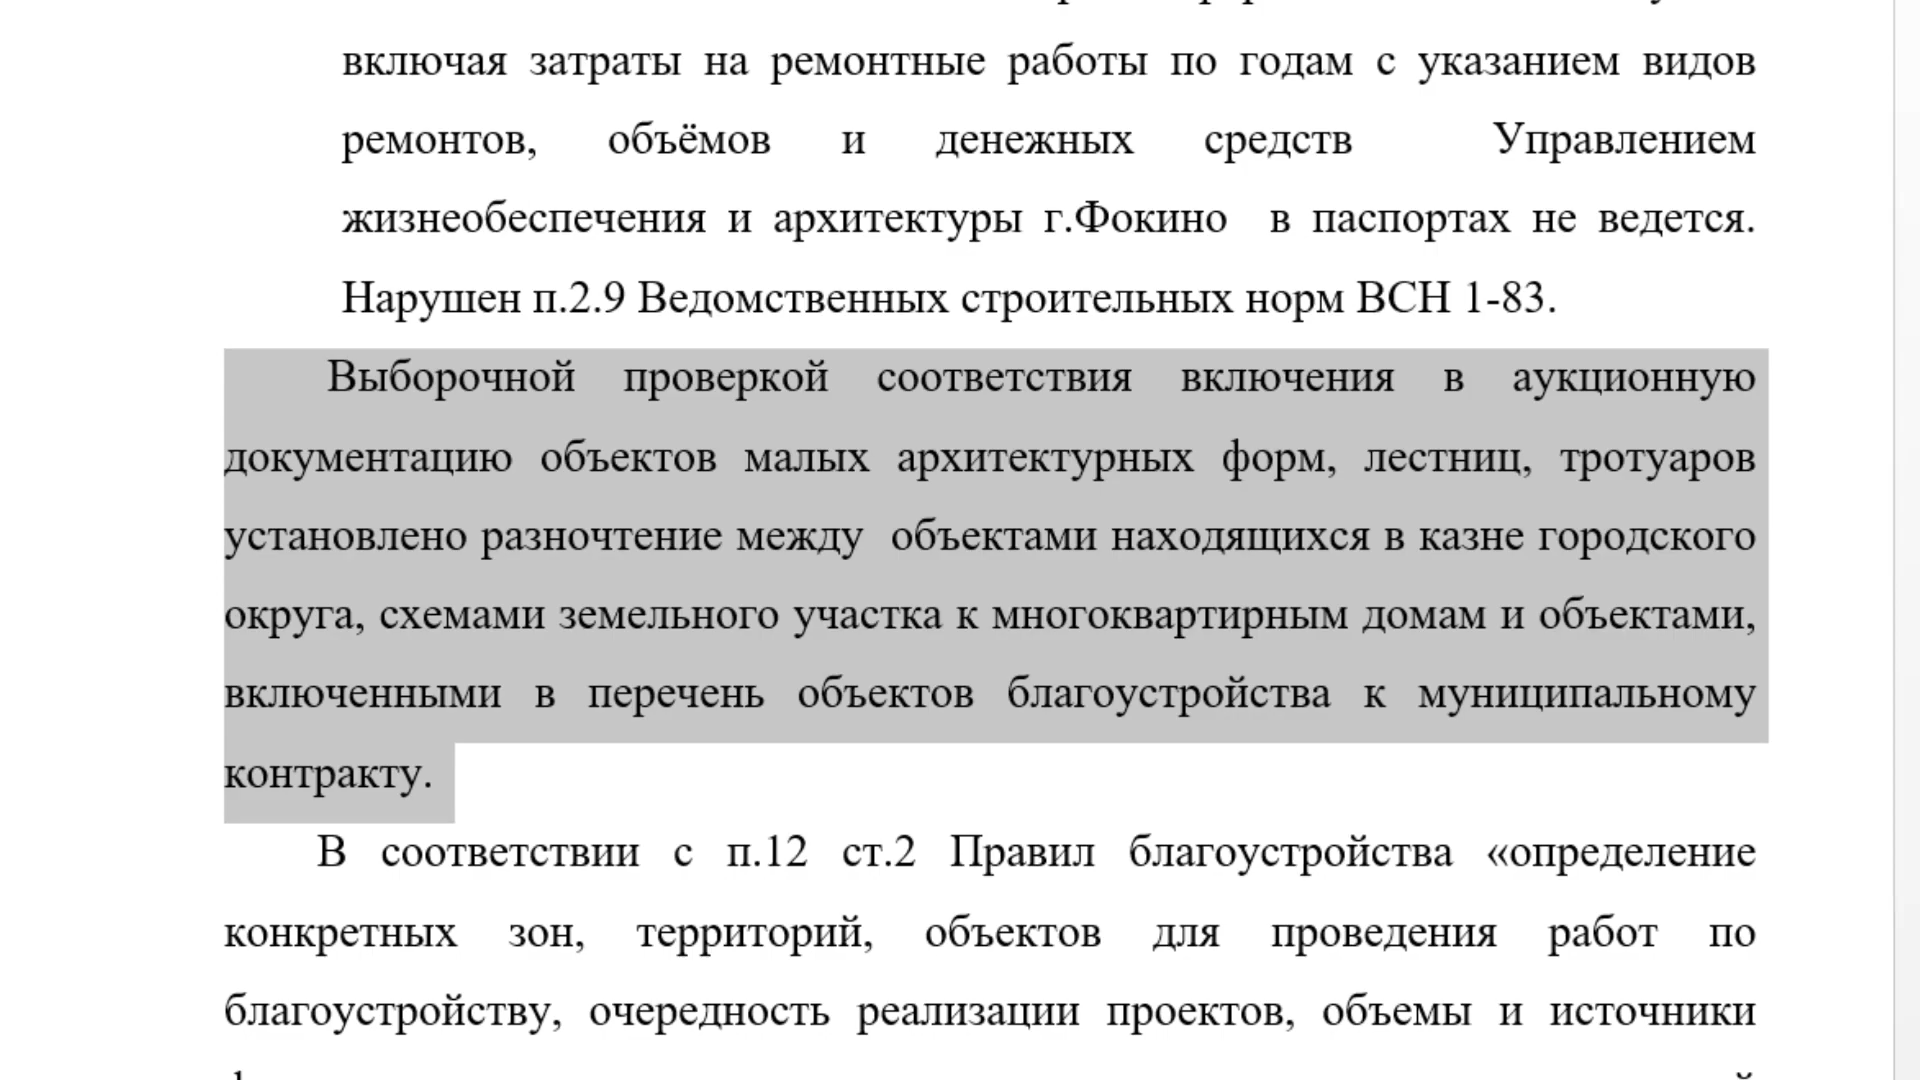 включая затраты на ремонтные работы по годам с указанием видов
ремонтов, объёмов и денежных средств Управлением
жизнеобеспечения и архитектуры г.Фокино в паспортах не ведется.
Нарушен п.2.9 Ведомственных строительных норм ВСН 1-83.
Выборочной проверкой соответствия включения в аукционную
документацию объектов малых архитектурных форм, лестниц, тротуаров
установлено разночтение между объектами находящихся в казне городского
округа, схемами земельного участка к многоквартирным домам и объектами,
включенными в перечень объектов благоустройства к муниципальному
контракту.
В соответствии с п.12 ст.2 Правил благоустройства «определение
конкретных зон, территорий, объектов для проведения работ по
благоустройству, очередность реализации проектов, объемы и источники